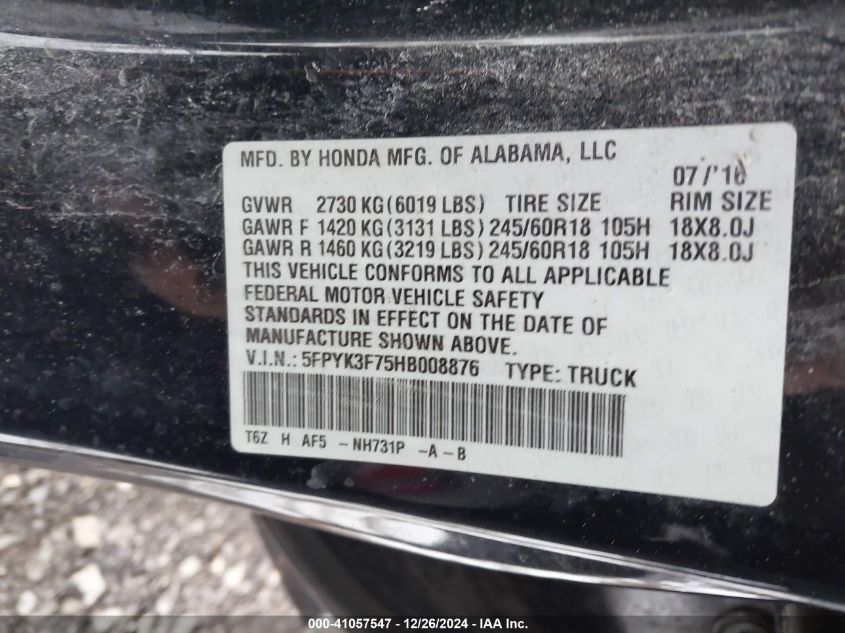 MFD. BY HONDA MFG. OF ALABAMA, LLC
07/'16
GVWR 2730 KG (6019 LBS) TIRE SIZE RIM SIZE
GAWR F 1420 KG (3131 LBS) 245/60R18 105H 18X8.0J
GAWR R 1460 KG (3219 LBS) 245/60R18 105H 18X8.0J
THIS VEHICLE CONFORMS TO ALL APPLICABLE
FEDERAL MOTOR VEHICLE SAFETY
STANDARDS IN EFFECT ON THE DATE OF
MANUFACTURE SHOWN ABOVE.
V.I.N.: 5FPYK3F75HB008876 TYPE: TRUCK
T6Z H AF5 -NH731P -A-B
000-41057547 - 12/26/2024 - IAA Inc.